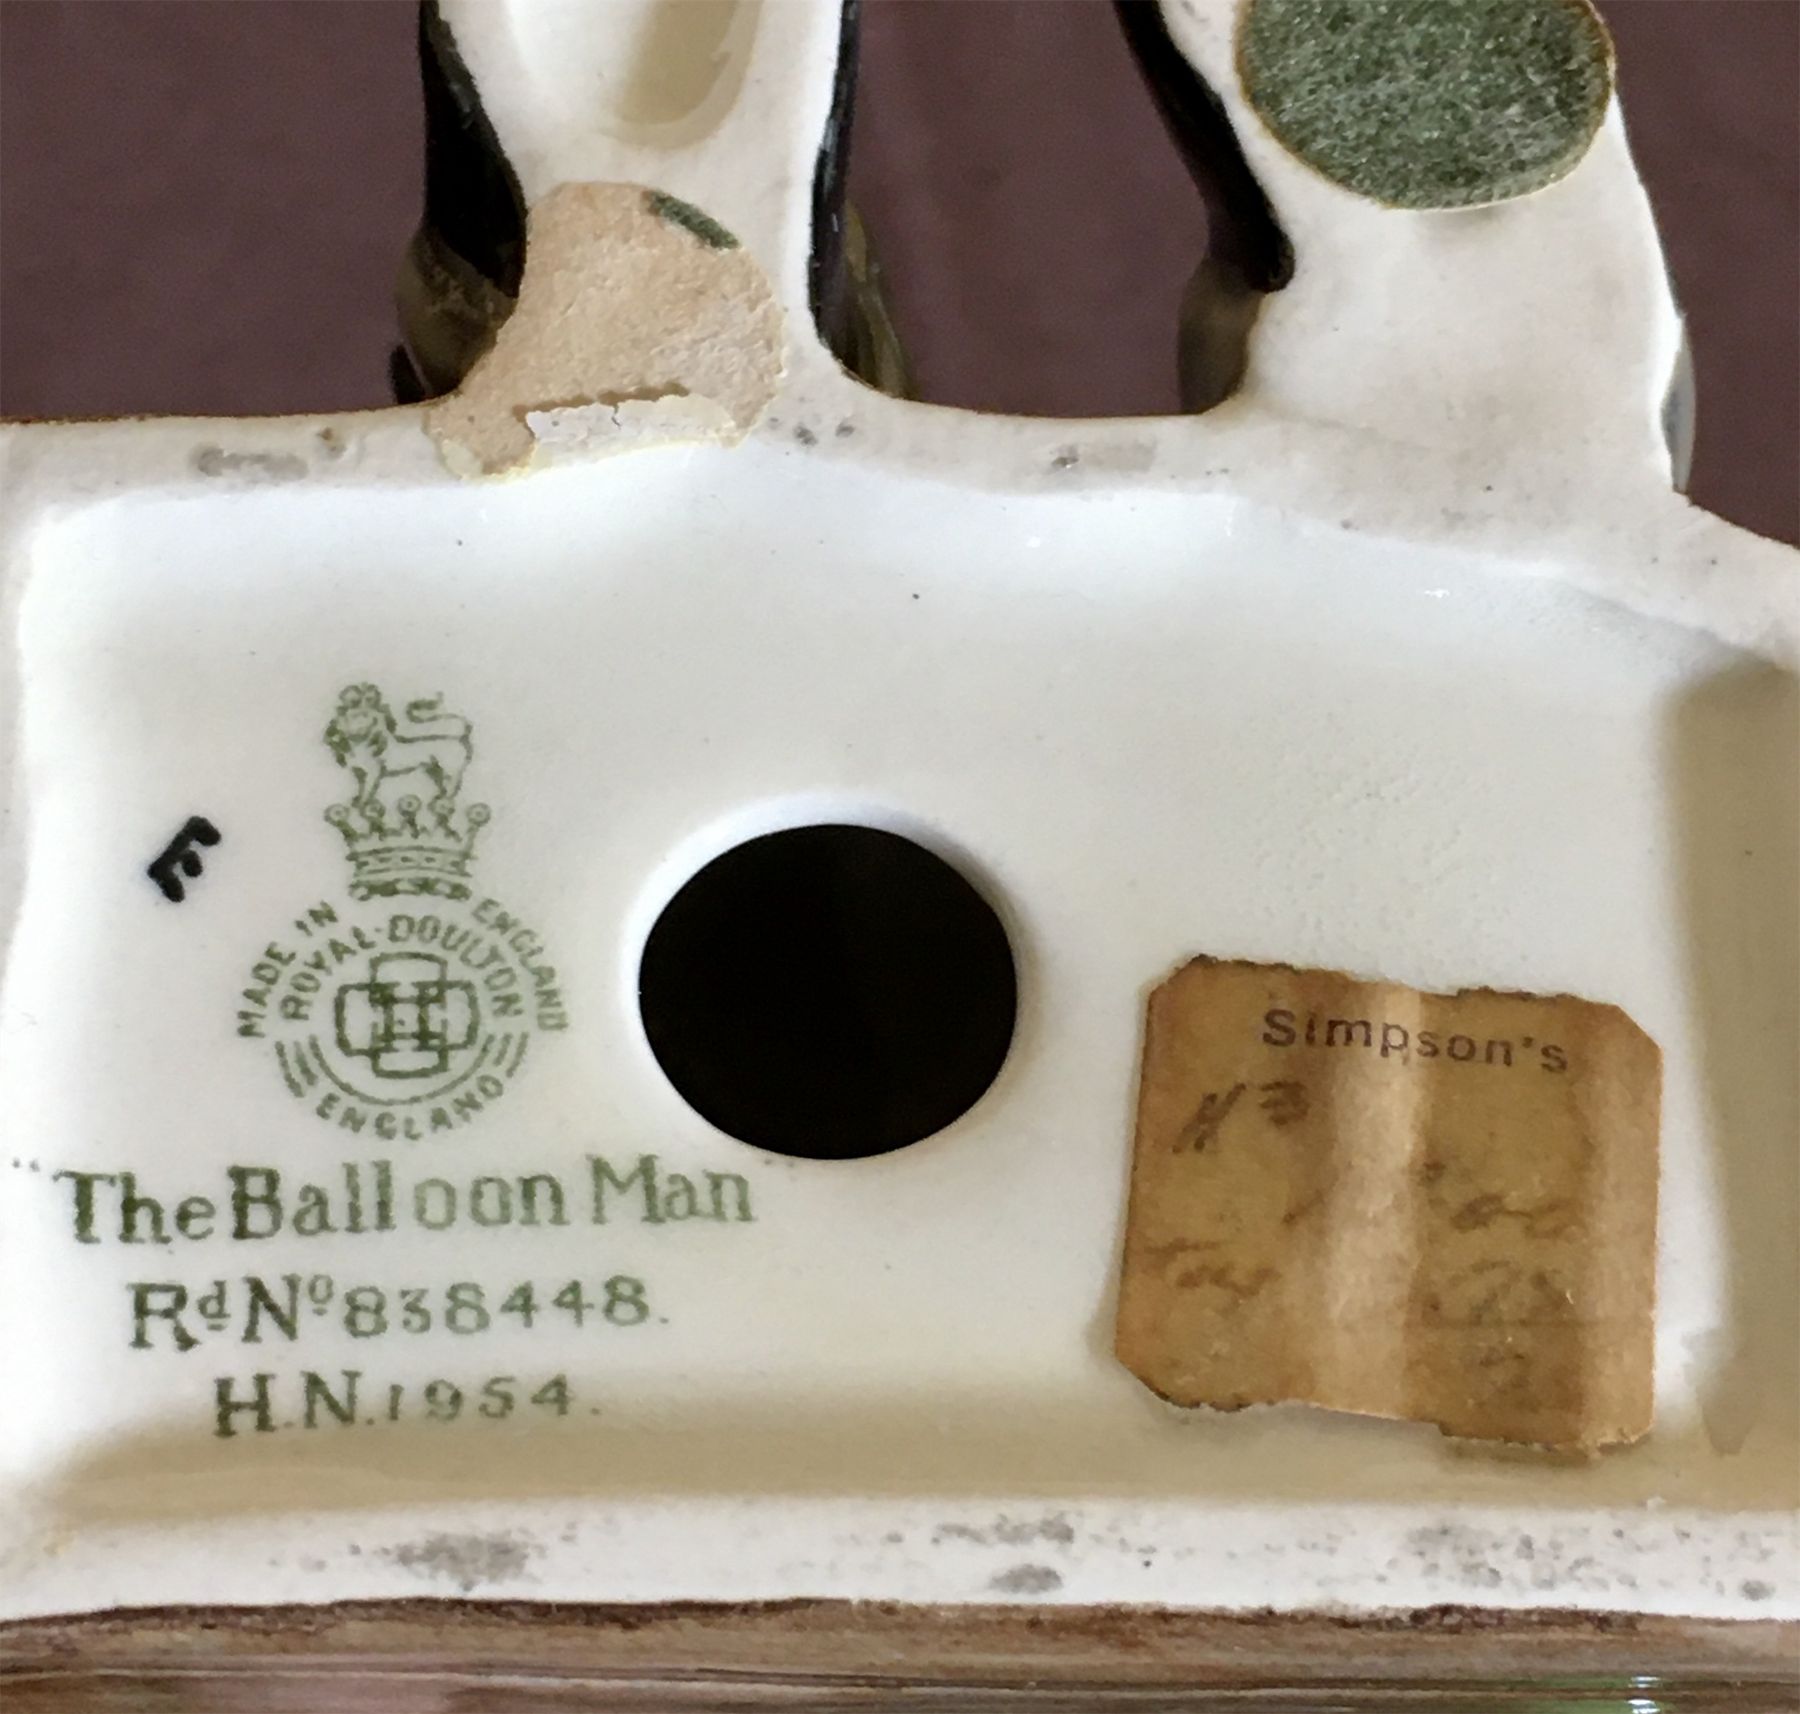 E
MADE IN ENGLAND
ROYAL·DOULTON
ENGLAND
"The Balloon Man"
Rd No 838448.
H.N.1954.
Simpson's